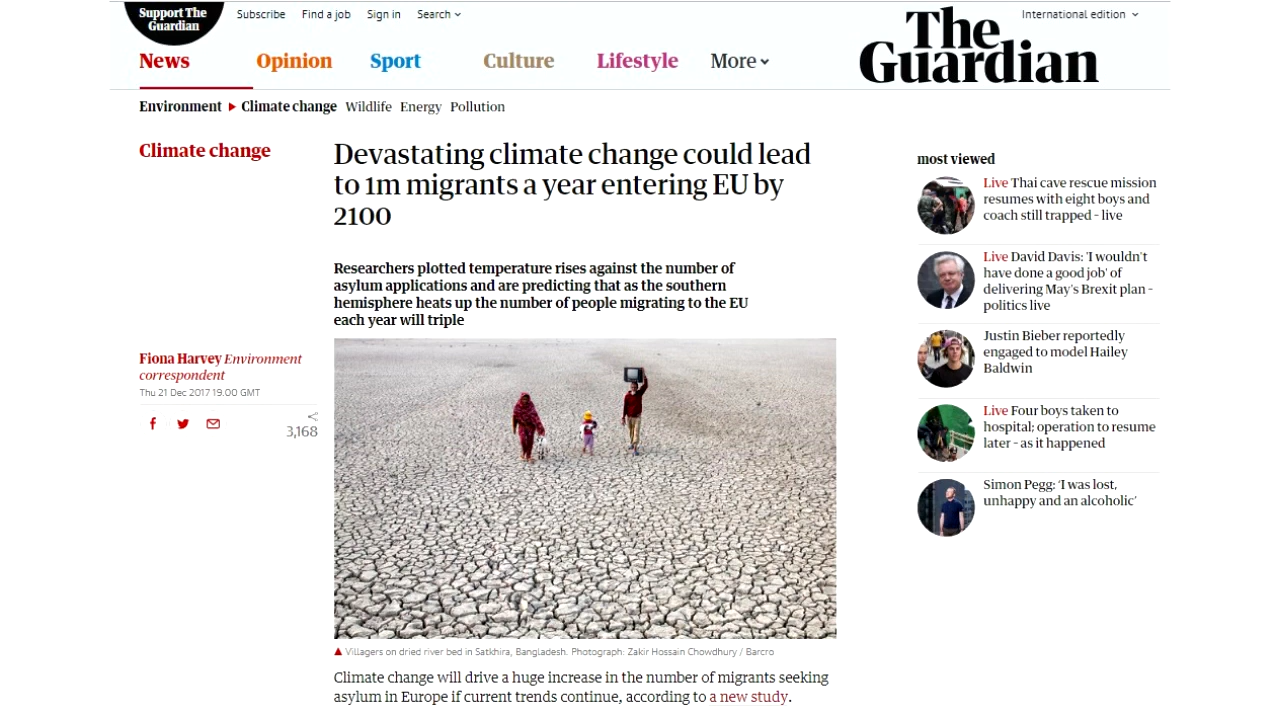 Support The
Guardian
Subscribe Find a job Sign in Search
International edition
The
Guardian
News Opinion Sport Culture Lifestyle More
Environment Climate change Wildlife Energy Pollution
Climate change
Devastating climate change could lead
to 1m migrants a year entering EU by
2100
Researchers plotted temperature rises against the number of
asylum applications and are predicting that as the southern
hemisphere heats up the number of people migrating to the EU
each year will triple
Fiona Harvey Environment
correspondent
Thu 21 Dec 2017 19.00 GMT
3,168
Villagers on dried river bed in Satkhira, Bangladesh. Photograph: Zakir Hossain Chowdhury / Barcro
Climate change will drive a huge increase in the number of migrants seeking
asylum in Europe if current trends continue, according to a new study.
most viewed
Live Thai cave rescue mission
resumes with eight boys and
coach still trapped – live
Live David Davis: 'I wouldn't
have done a good job' of
delivering May's Brexit plan –
politics live
Justin Bieber reportedly
engaged to model Hailey
Baldwin
Live Four boys taken to
hospital; operation to resume
later – as it happened
Simon Pegg: ‘I was lost,
unhappy and an alcoholic’